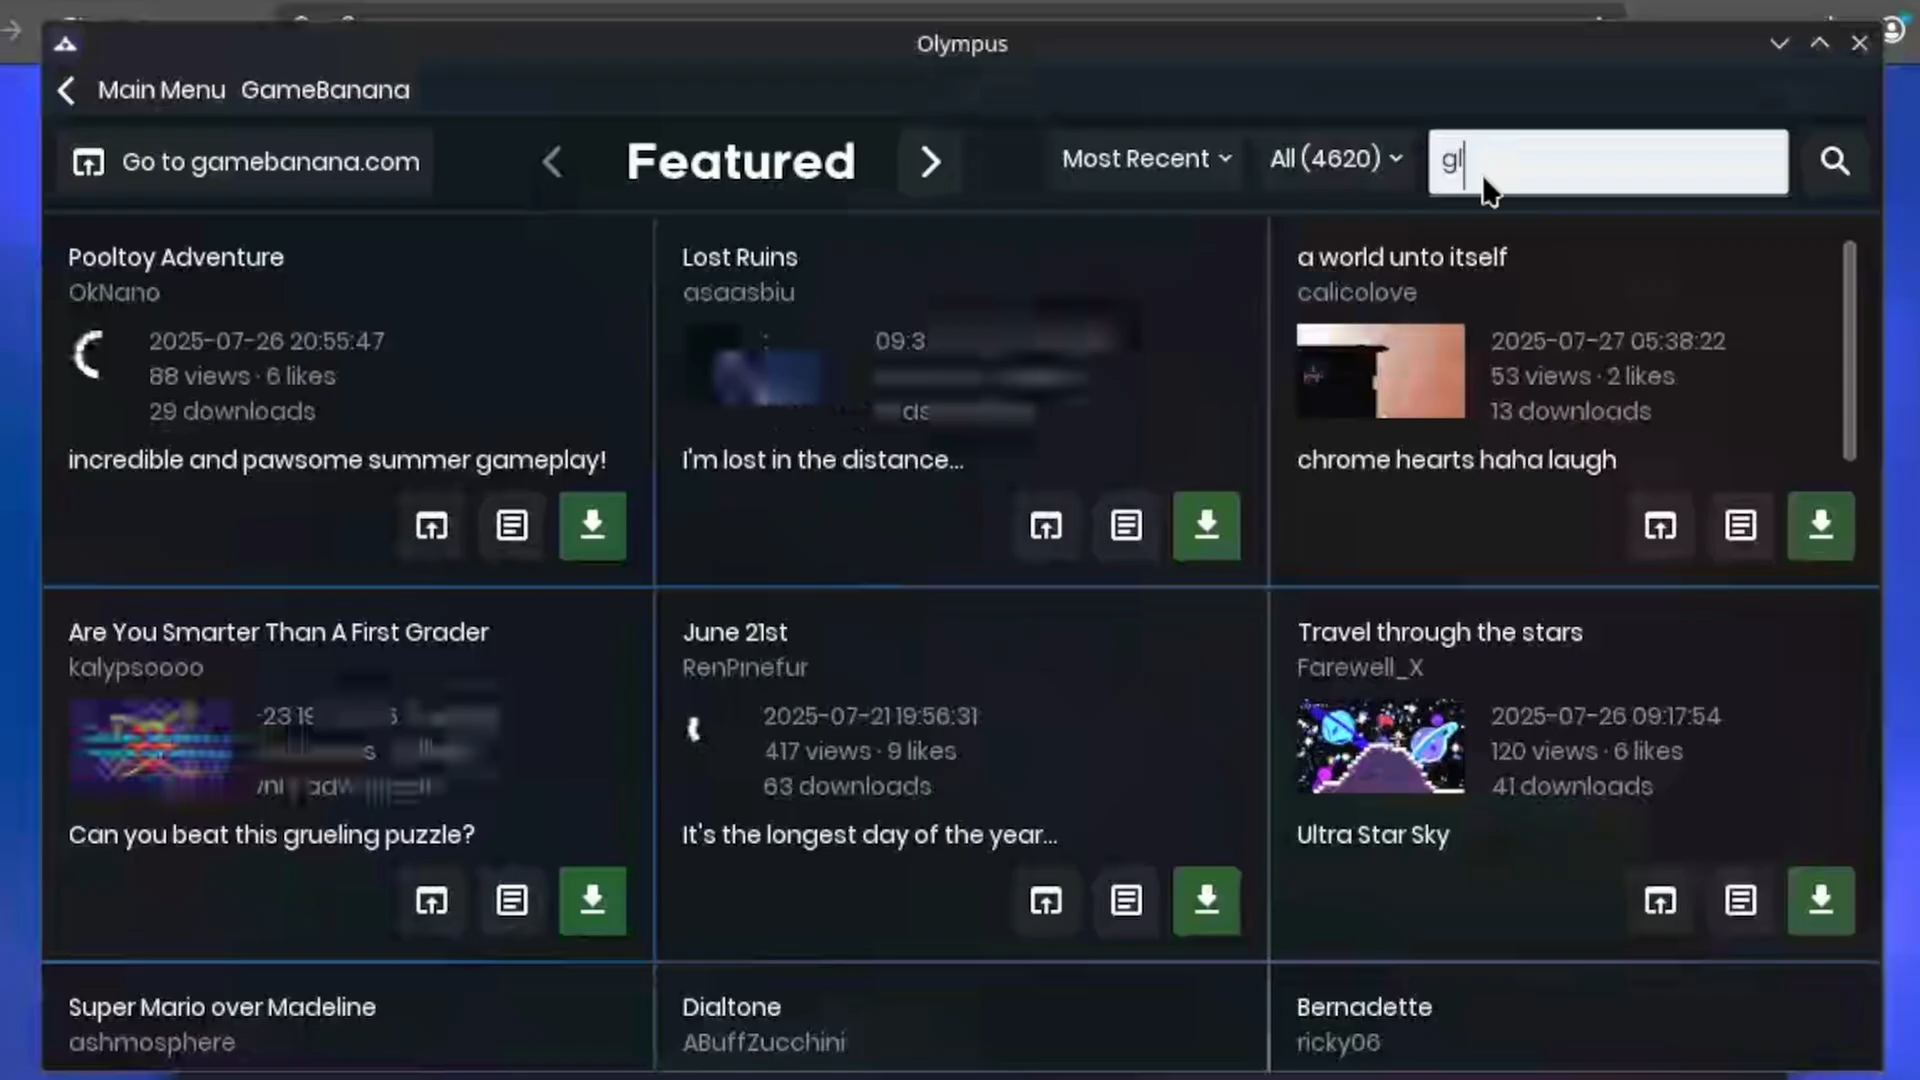 Olympus
Main Menu GameBanana
Go to gamebanana.com
Featured
Most Recent
All (4620)
gl
Pooltoy Adventure
OkNano
2025-07-26 20:55:47
88 views · 6 likes
29 downloads
incredible and pawsome summer gameplay!
Lost Ruins
asaasbiu
09:3
ds
I'm lost in the distance...
a world unto itself
calicolove
2025-07-27 05:38:22
53 views · 2 likes
13 downloads
chrome hearts haha laugh
Are You Smarter Than A First Grader
kalypsoooo
-23 19
Can you beat this grueling puzzle?
June 21st
RenPinefur
2025-07-21 19:56:31
417 views · 9 likes
63 downloads
It's the longest day of the year...
Travel through the stars
Farewell_X
2025-07-26 09:17:54
120 views · 6 likes
41 downloads
Ultra Star Sky
Super Mario over Madeline
ashmosphere
Dialtone
ABuffZucchini
Bernadette
ricky06